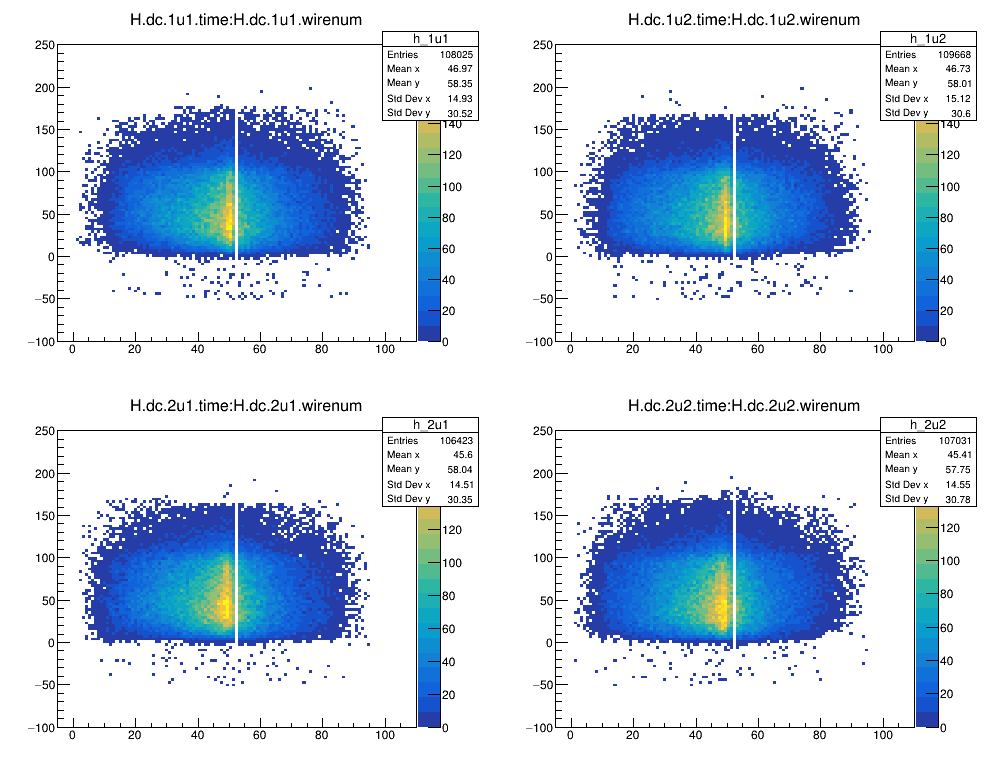 H.dc.1u1.time:H.dc.1u1.wirenum
h_1u1
Entries 108025
Mean x 46.97
Mean y 58.35
Std Dev x 14.93
Std Dev y 30.52
250
200
150
100
50
0
−50
−100
0 20 40 60 80 100
140
120
100
80
60
40
20
0
H.dc.1u2.time:H.dc.1u2.wirenum
h_1u2
Entries 109668
Mean x 46.73
Mean y 58.01
Std Dev x 15.12
Std Dev y 30.6
250
200
150
100
50
0
−50
−100
0 20 40 60 80 100
140
120
100
80
60
40
20
0
H.dc.2u1.time:H.dc.2u1.wirenum
h_2u1
Entries 106423
Mean x 45.6
Mean y 58.04
Std Dev x 14.51
Std Dev y 30.35
250
200
150
100
50
0
−50
−100
0 20 40 60 80 100
120
100
80
60
40
20
0
H.dc.2u2.time:H.dc.2u2.wirenum
h_2u2
Entries 107031
Mean x 45.41
Mean y 57.75
Std Dev x 14.55
Std Dev y 30.78
250
200
150
100
50
0
−50
−100
0 20 40 60 80 100
120
100
80
60
40
20
0